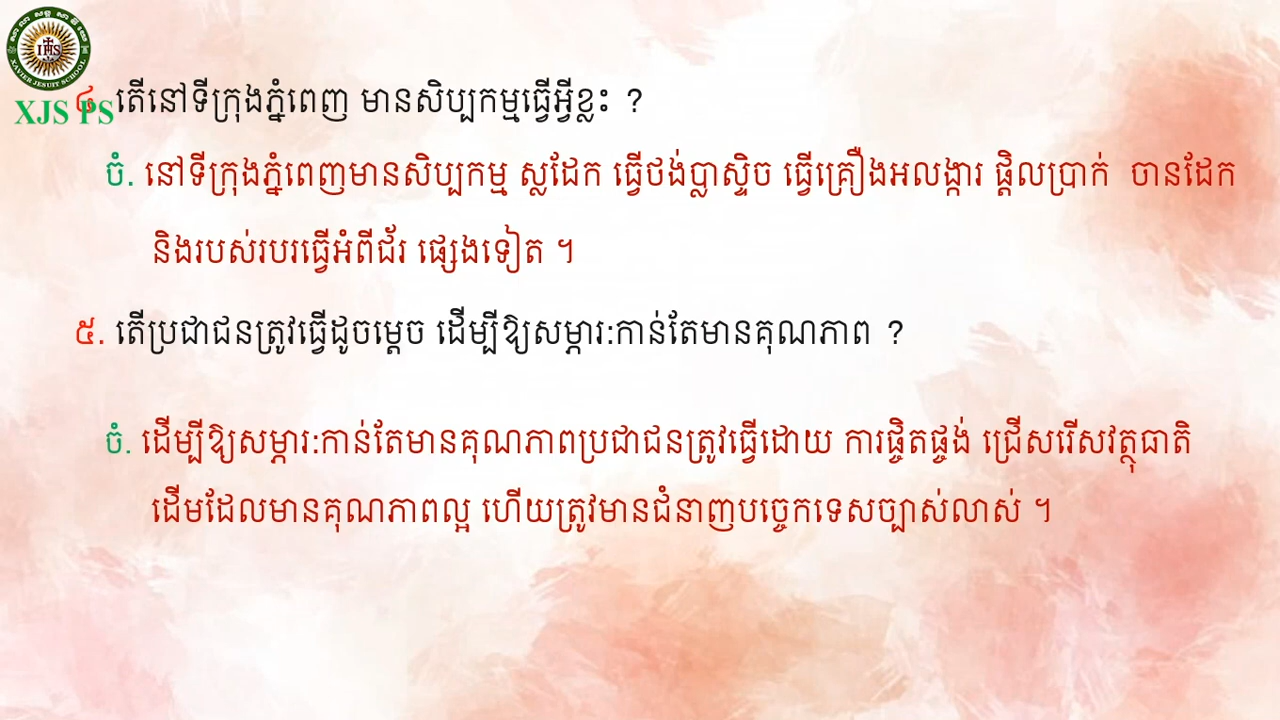 XAVIER JESUIT SCHOOL
IHS
XJS PS
៤. តើនៅទីក្រុងភ្នំពេញ មានសិប្បកម្មធ្វើអ្វីខ្លះ ?
ចំ. នៅទីក្រុងភ្នំពេញមានសិប្បកម្ម ស្លដែក ធ្វើថង់ប្លាស្ទិច ធ្វើគ្រឿងអលង្ការ ផ្តិលប្រាក់ ចានដែក
និងរបស់របរធ្វើអំពីជ័រ ផ្សេងទៀត ។
៥. តើប្រជាជនត្រូវធ្វើដូចម្តេច ដើម្បីឱ្យសម្ភារ:កាន់តែមានគុណភាព ?
ចំ. ដើម្បីឱ្យសម្ភារ:កាន់តែមានគុណភាពប្រជាជនត្រូវធ្វើដោយ ការផ្ចិតផ្ចង់ ជ្រើសរើសវត្ថុធាតិ
ដើមដែលមានគុណភាពល្អ ហើយត្រូវមានជំនាញបច្ចេកទេសច្បាស់លាស់ ។